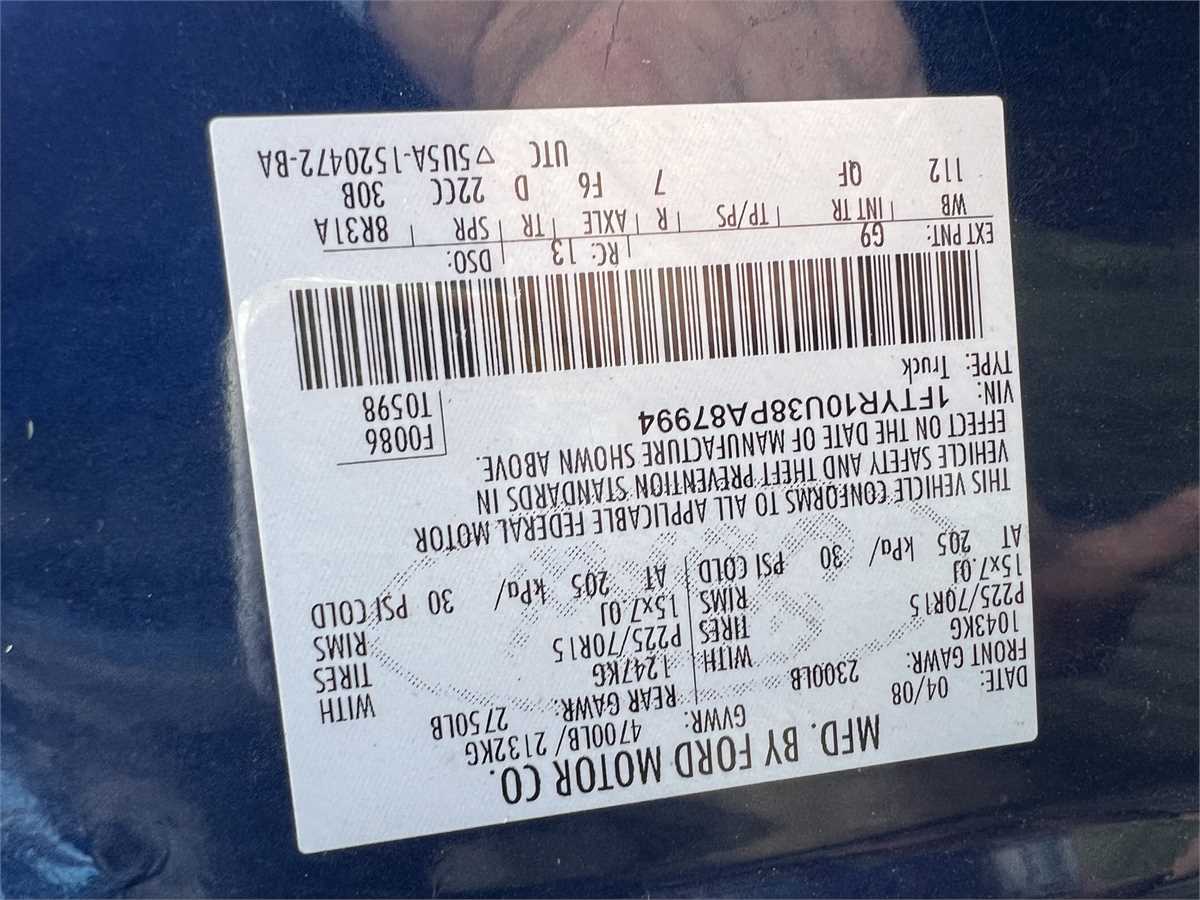 MFD. BY FORD MOTOR CO.
DATE: 04/08 GVWR: 4700LB/ 2132KG
FRONT GAWR: 2300LB REAR GAWR: 2750LB
1043KG WITH 1247KG WITH
P225/70R15 TIRES P225/70R15 TIRES
15x7.0J RIMS 15x7.0J RIMS
AT 205 kPa/ 30 PSI COLD AT 205 kPa/ 30 PSI COLD
THIS VEHICLE CONFORMS TO ALL APPLICABLE FEDERAL MOTOR
VEHICLE SAFETY AND THEFT PREVENTION STANDARDS IN
EFFECT ON THE DATE OF MANUFACTURE SHOWN ABOVE.
VIN: 1FTYR10U38PA87994 F0086
TYPE: Truck T0598
EXT PNT: G9 RC: 13 DSO:
WB INT TR TP/PS R AXLE TR SPR 8R31A
112 QF 7 F6 D 22CC 30B
UTC ▽5U5A-1520472-BA